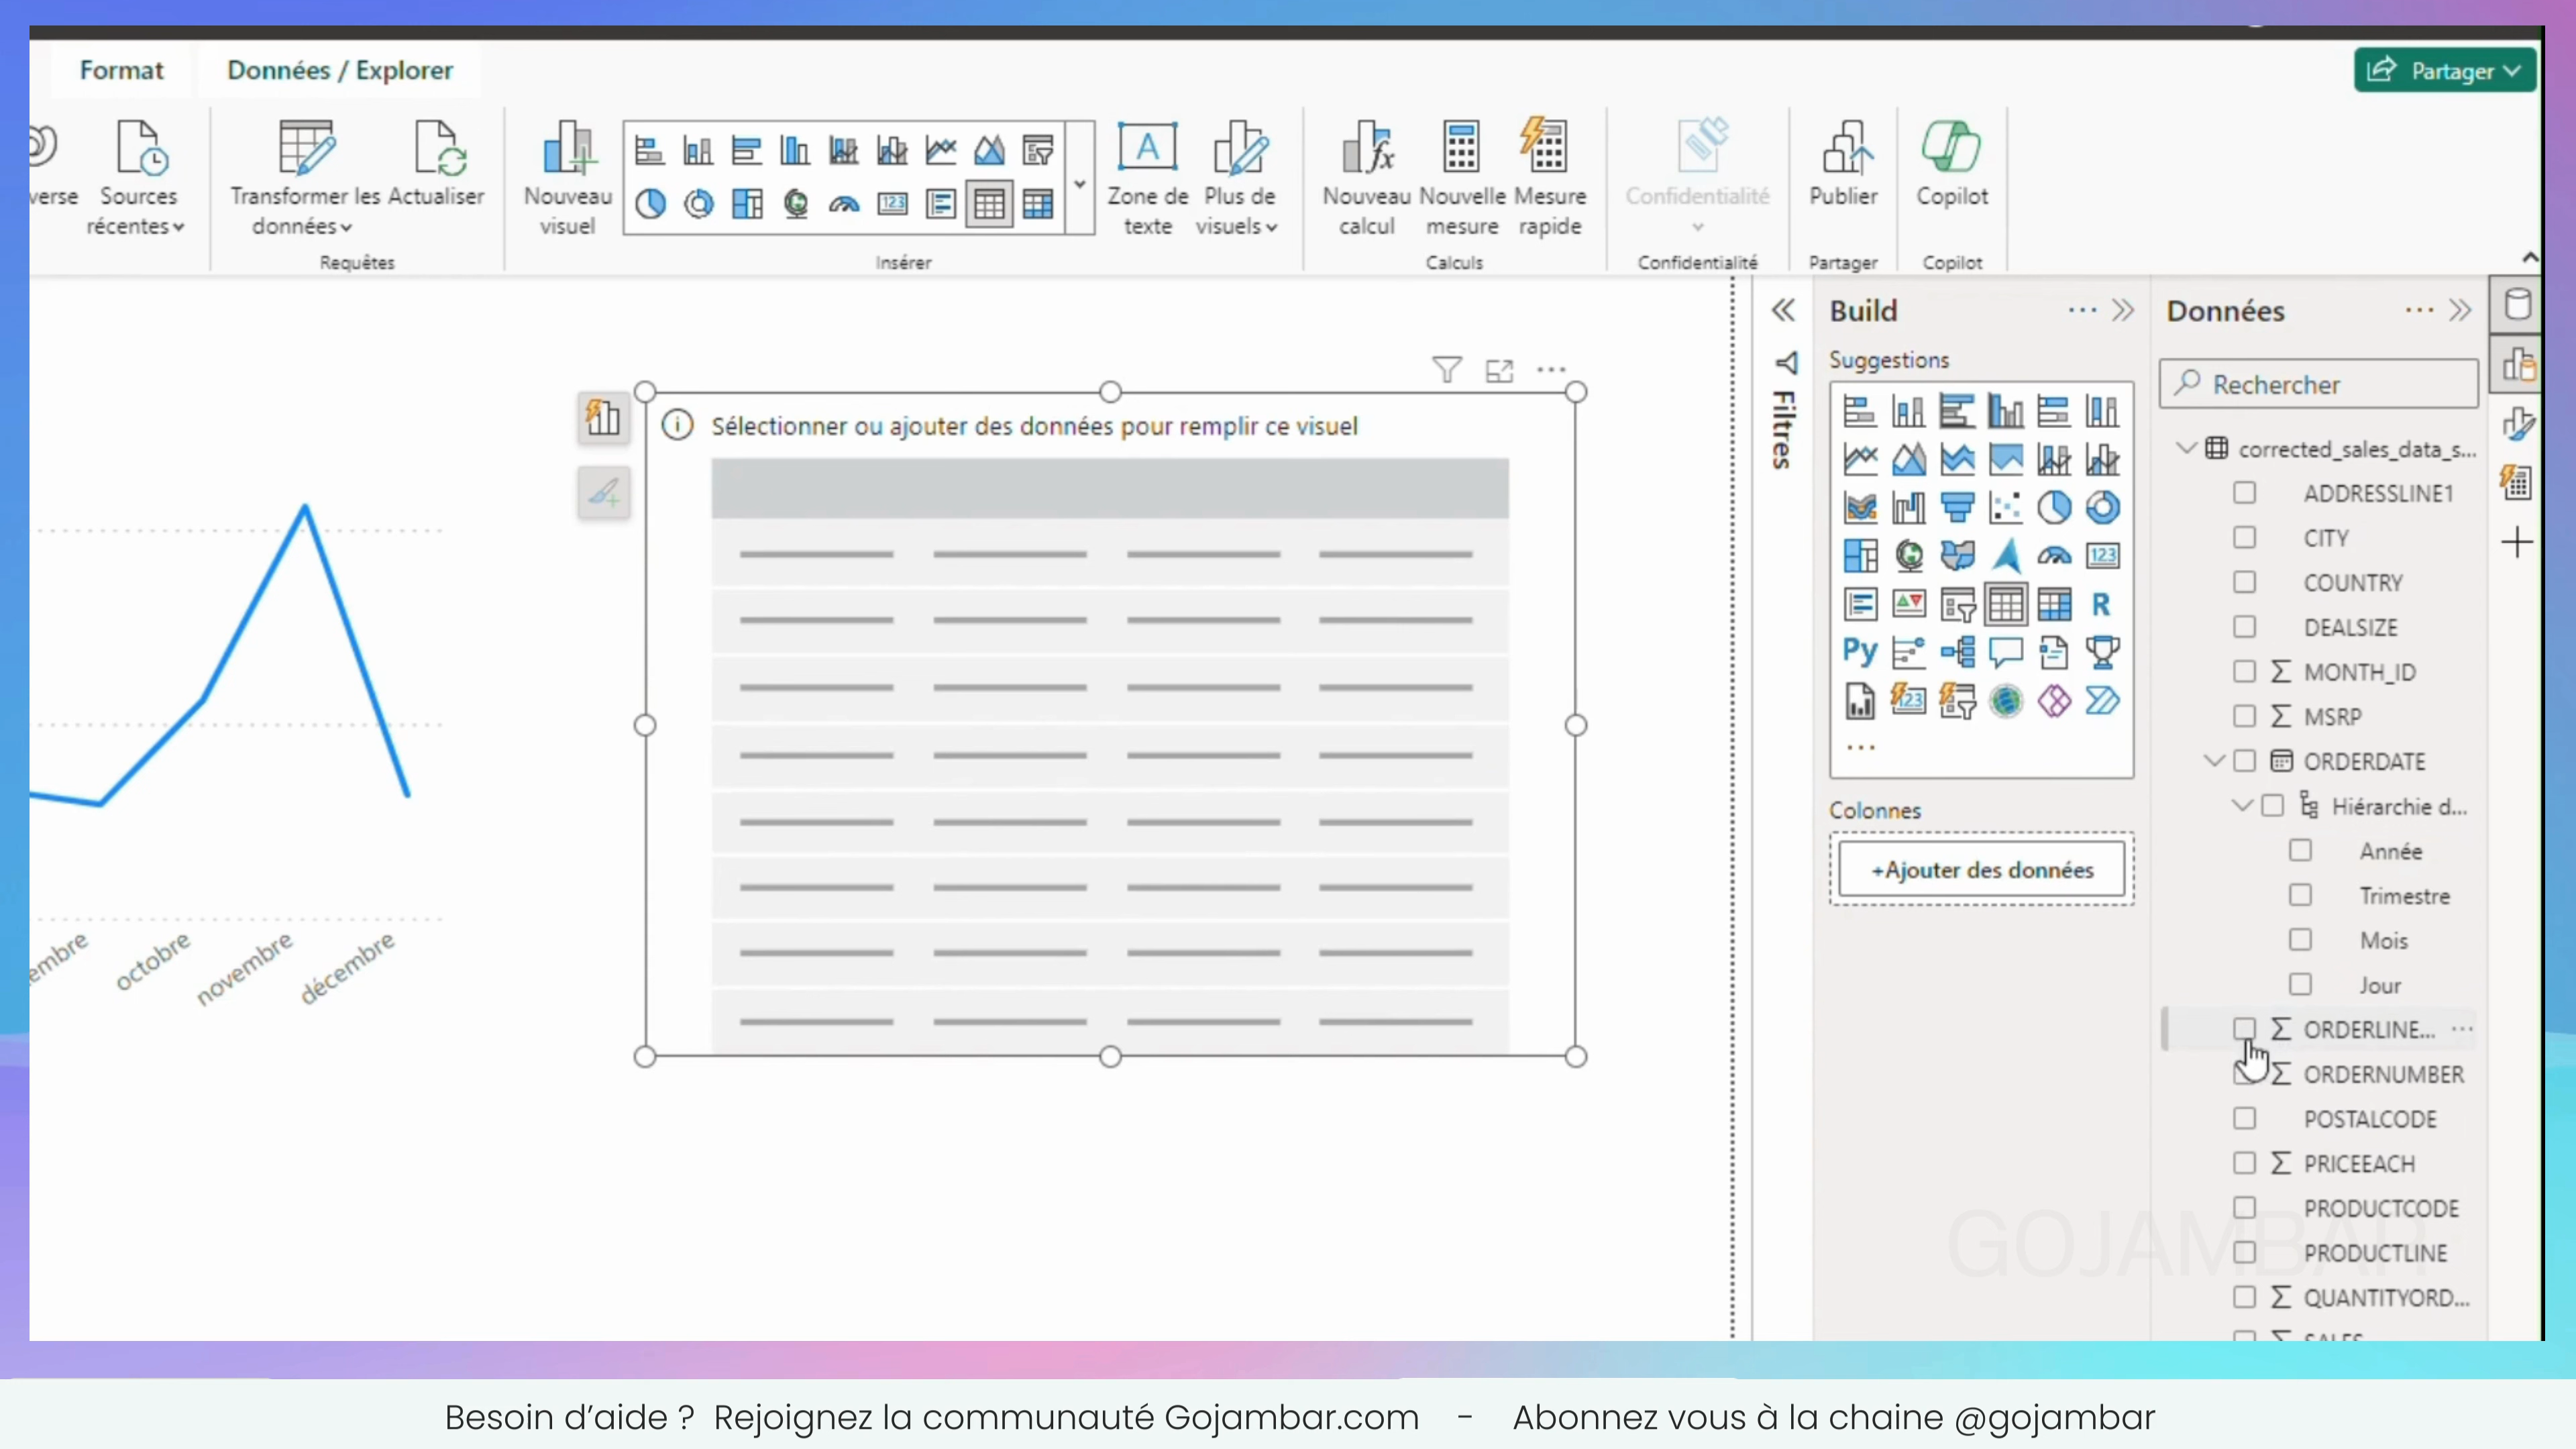 Format
Données / Explorer
Partager
verse
Sources récentes
Transformer les données
Actualiser
Nouveau visuel
Zone de texte
Plus de visuels
Nouveau calcul
Nouvelle mesure
Mesure rapide
Confidentialité
Publier
Copilot
Requêtes
Insérer
Calculs
Confidentialité
Partager
Copilot
Build
Données
Suggestions
Rechercher
Filtres
Sélectionner ou ajouter des données pour remplir ce visuel
corrected_sales_data_s...
ADDRESSLINE1
CITY
COUNTRY
DEALSIZE
MONTH_ID
MSRP
ORDERDATE
Hiérarchie d...
Année
Trimestre
Mois
Jour
ORDERLINE...
ORDERNUMBER
POSTALCODE
PRICEEACH
PRODUCTCODE
PRODUCTLINE
QUANTITYORD...
SALES
Colonnes
+Ajouter des données
embre
octobre
novembre
décembre
GOJAMBAR
Besoin d’aide ? Rejoignez la communauté Gojambar.com - Abonnez vous à la chaine @gojambar